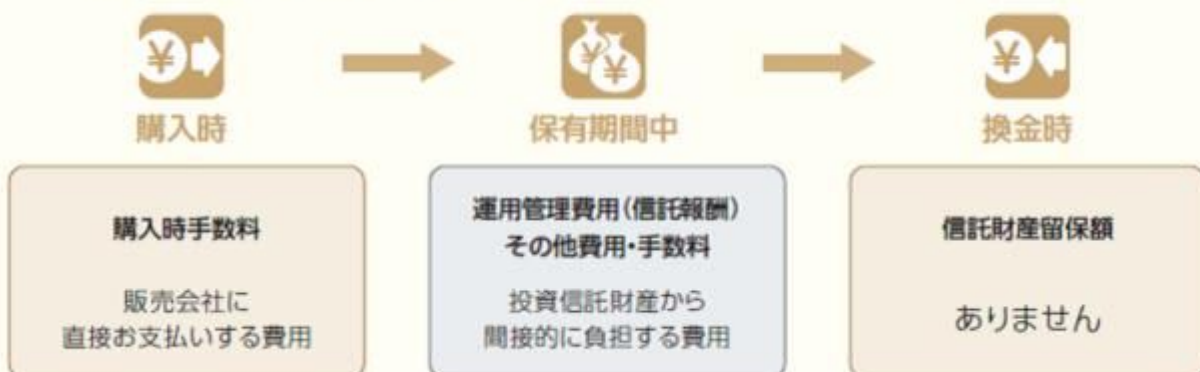 ¥
購入時
¥¥
保有期間中
¥
換金時
購入時手数料
販売会社に
直接お支払いする費用
運用管理費用(信託報酬)
その他費用・手数料
投資信託財産から
間接的に負担する費用
信託財産留保額
ありません